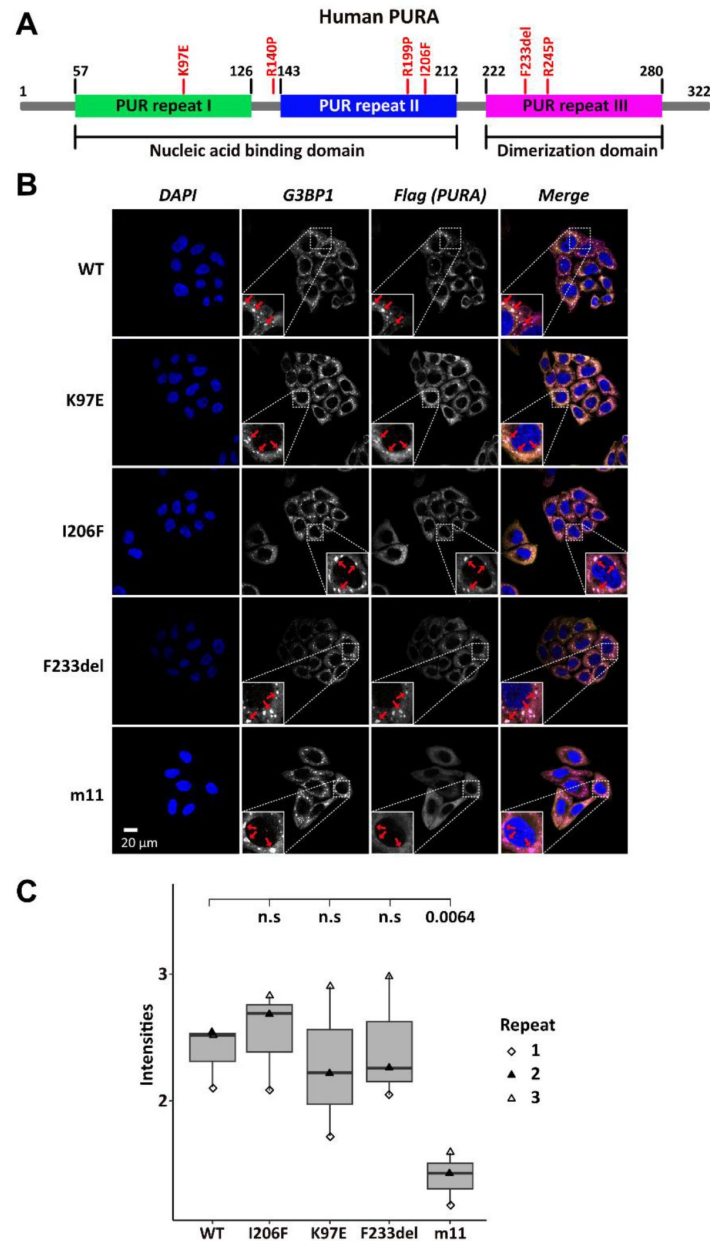 A
Human PURA
K97E
R140P
R199P
I206F
F233del
R245P
57
126
143
212
222
280
1
322
PUR repeat I
PUR repeat II
PUR repeat III
Nucleic acid binding domain
Dimerization domain
B
DAPI
G3BP1
Flag (PURA)
Merge
WT
K97E
I206F
F233del
m11
20 µm
C
n.s
n.s
n.s
0.0064
3
2
Intensities
Repeat
1
2
3
WT
I206F
K97E
F233del
m11